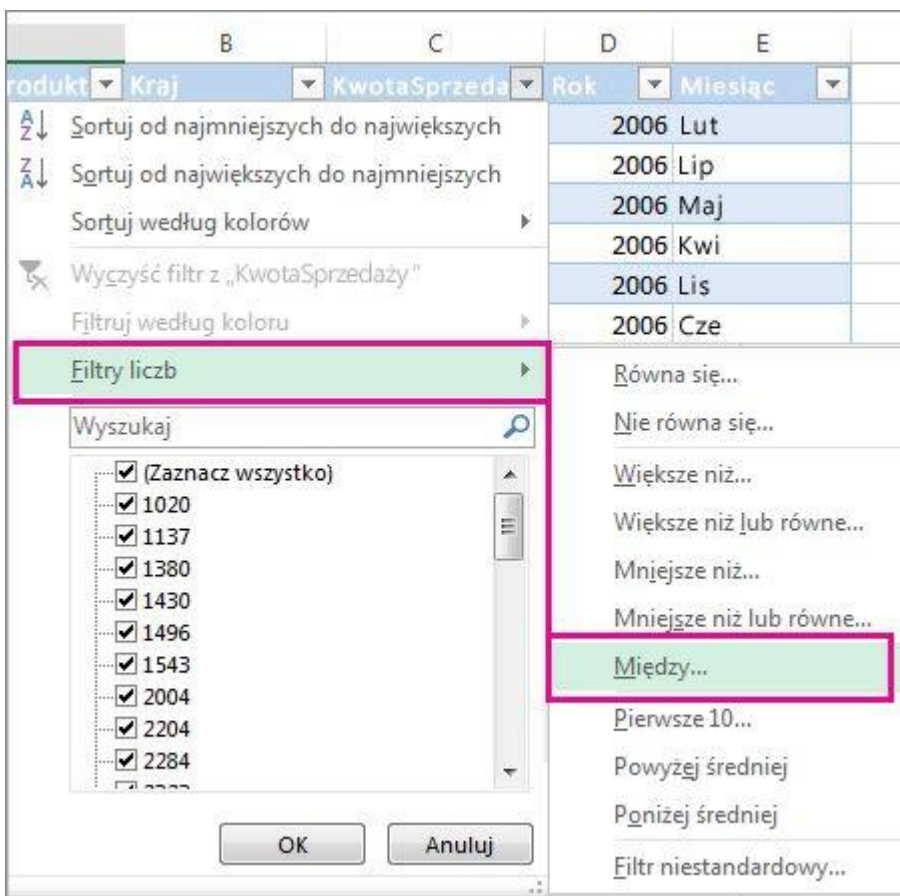 B C D E
rodukt Kraj KwotaSprzeda Rok Miesiąc
Sortuj od najmniejszych do największych
Sortuj od największych do najmniejszych
Sortuj według kolorów
Wyczyść filtr z „KwotaSprzedaży"
Filtruj według koloru
Filtry liczb
Wyszukaj
(Zaznacz wszystko)
1020
1137
1380
1430
1496
1543
2004
2204
2284
OK Anuluj
2006 Lut
2006 Lip
2006 Maj
2006 Kwi
2006 Lis
2006 Cze
Równa się...
Nie równa się...
Większe niż...
Większe niż lub równe...
Mniejsze niż...
Mniejsze niż lub równe...
Między...
Pierwsze 10...
Powyżej średniej
Poniżej średniej
Filtr niestandardowy...